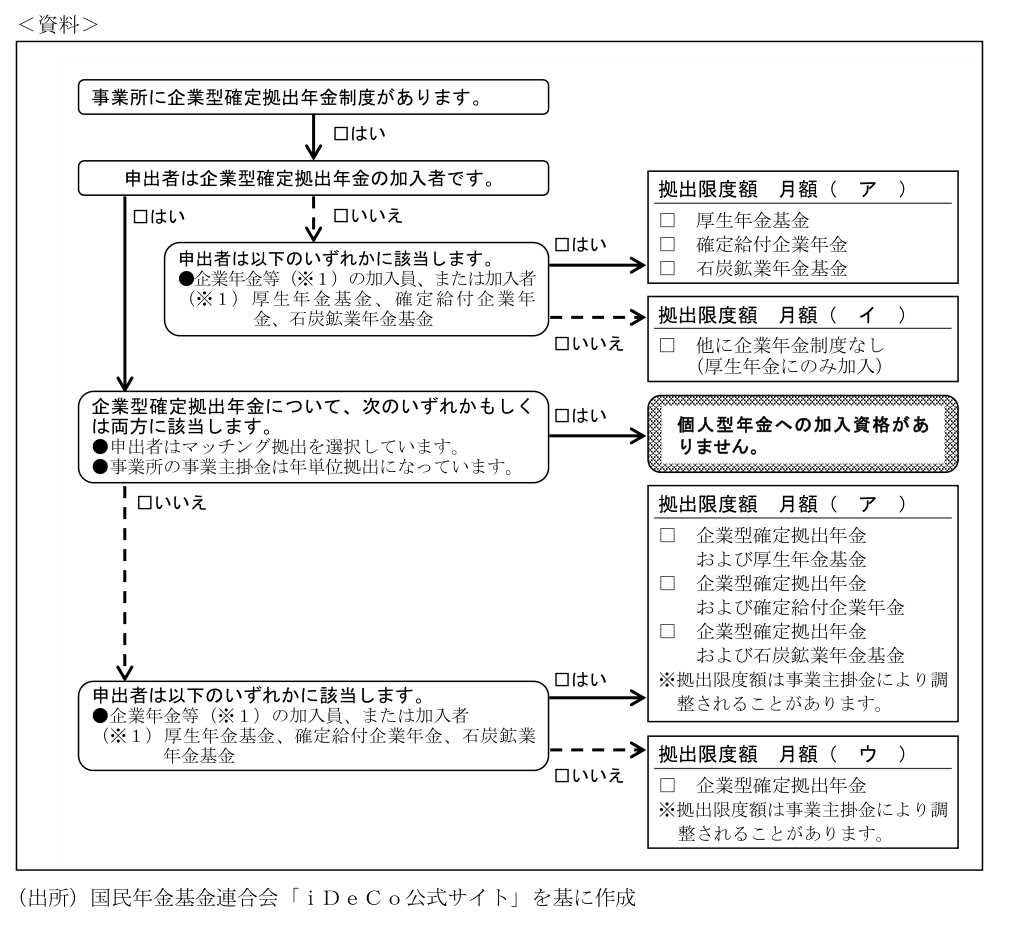 ＜資料＞
事業所に企業型確定拠出年金制度があります。
□はい
申出者は企業型確定拠出年金の加入者です。
□はい
□いいえ
申出者は以下のいずれかに該当します。
●企業年金等（※１）の加入員、または加入者
（※１）厚生年金基金、確定給付企業年
金、石炭鉱業年金基金
□はい
拠出限度額　月額（　ア　）
□　厚生年金基金
□　確定給付企業年金
□　石炭鉱業年金基金
□いいえ
拠出限度額　月額（　イ　）
□　他に企業年金制度なし
（厚生年金にのみ加入）
企業型確定拠出年金について、次のいずれかもしく
は両方に該当します。
●申出者はマッチング拠出を選択しています。
●事業所の事業主掛金は年単位拠出になっています。
□はい
個人型年金への加入資格があ
りません。
□いいえ
拠出限度額　月額（　ア　）
□　企業型確定拠出年金
および厚生年金基金
□　企業型確定拠出年金
および確定給付企業年金
□　企業型確定拠出年金
および石炭鉱業年金基金
※拠出限度額は事業主掛金により調
整されることがあります。
申出者は以下のいずれかに該当します。
●企業年金等（※１）の加入員、または加入者
（※１）厚生年金基金、確定給付企業年金、石炭鉱業
年金基金
□はい
□いいえ
拠出限度額　月額（　ウ　）
□　企業型確定拠出年金
※拠出限度額は事業主掛金により調
整されることがあります。
（出所）国民年金基金連合会「ｉＤｅＣｏ公式サイト」を基に作成